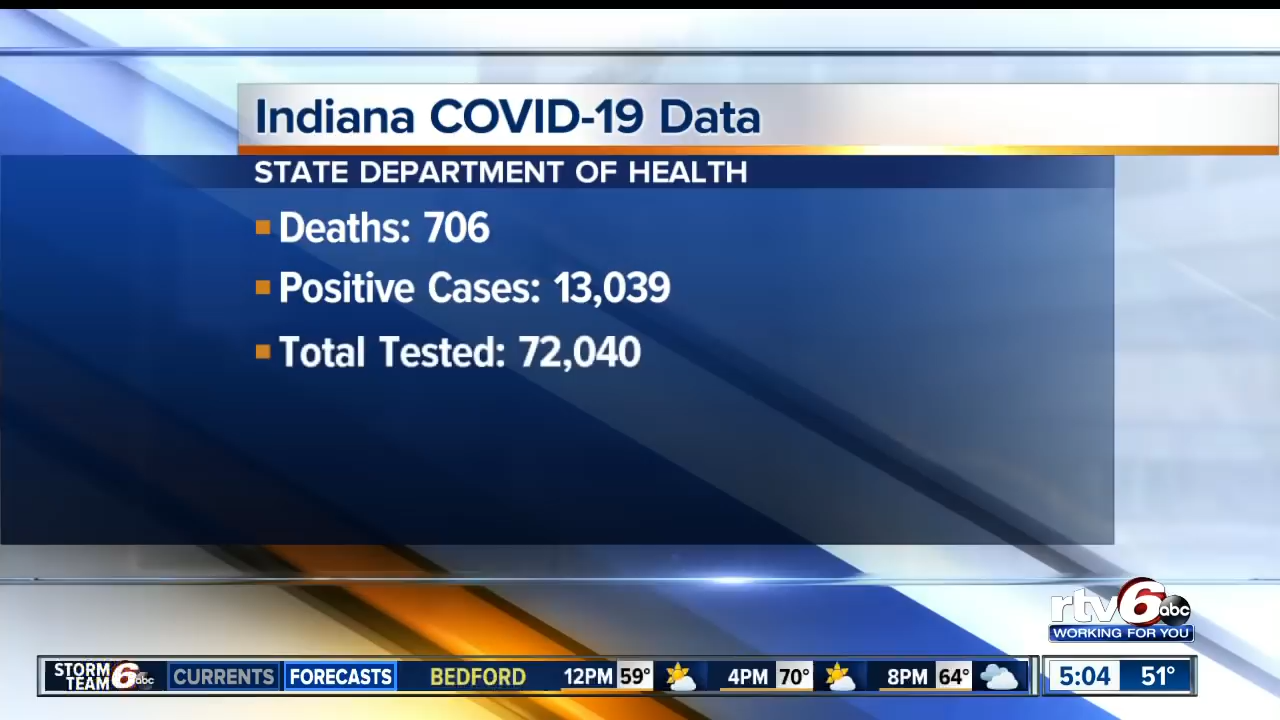 Indiana COVID-19 Data
STATE DEPARTMENT OF HEALTH
Deaths: 706
Positive Cases: 13,039
Total Tested: 72,040
rtv6 abc
WORKING FOR YOU
STORM TEAM 6 abc CURRENTS FORECASTS BEDFORD 12PM 59° 4PM 70° 8PM 64° 5:04 51°